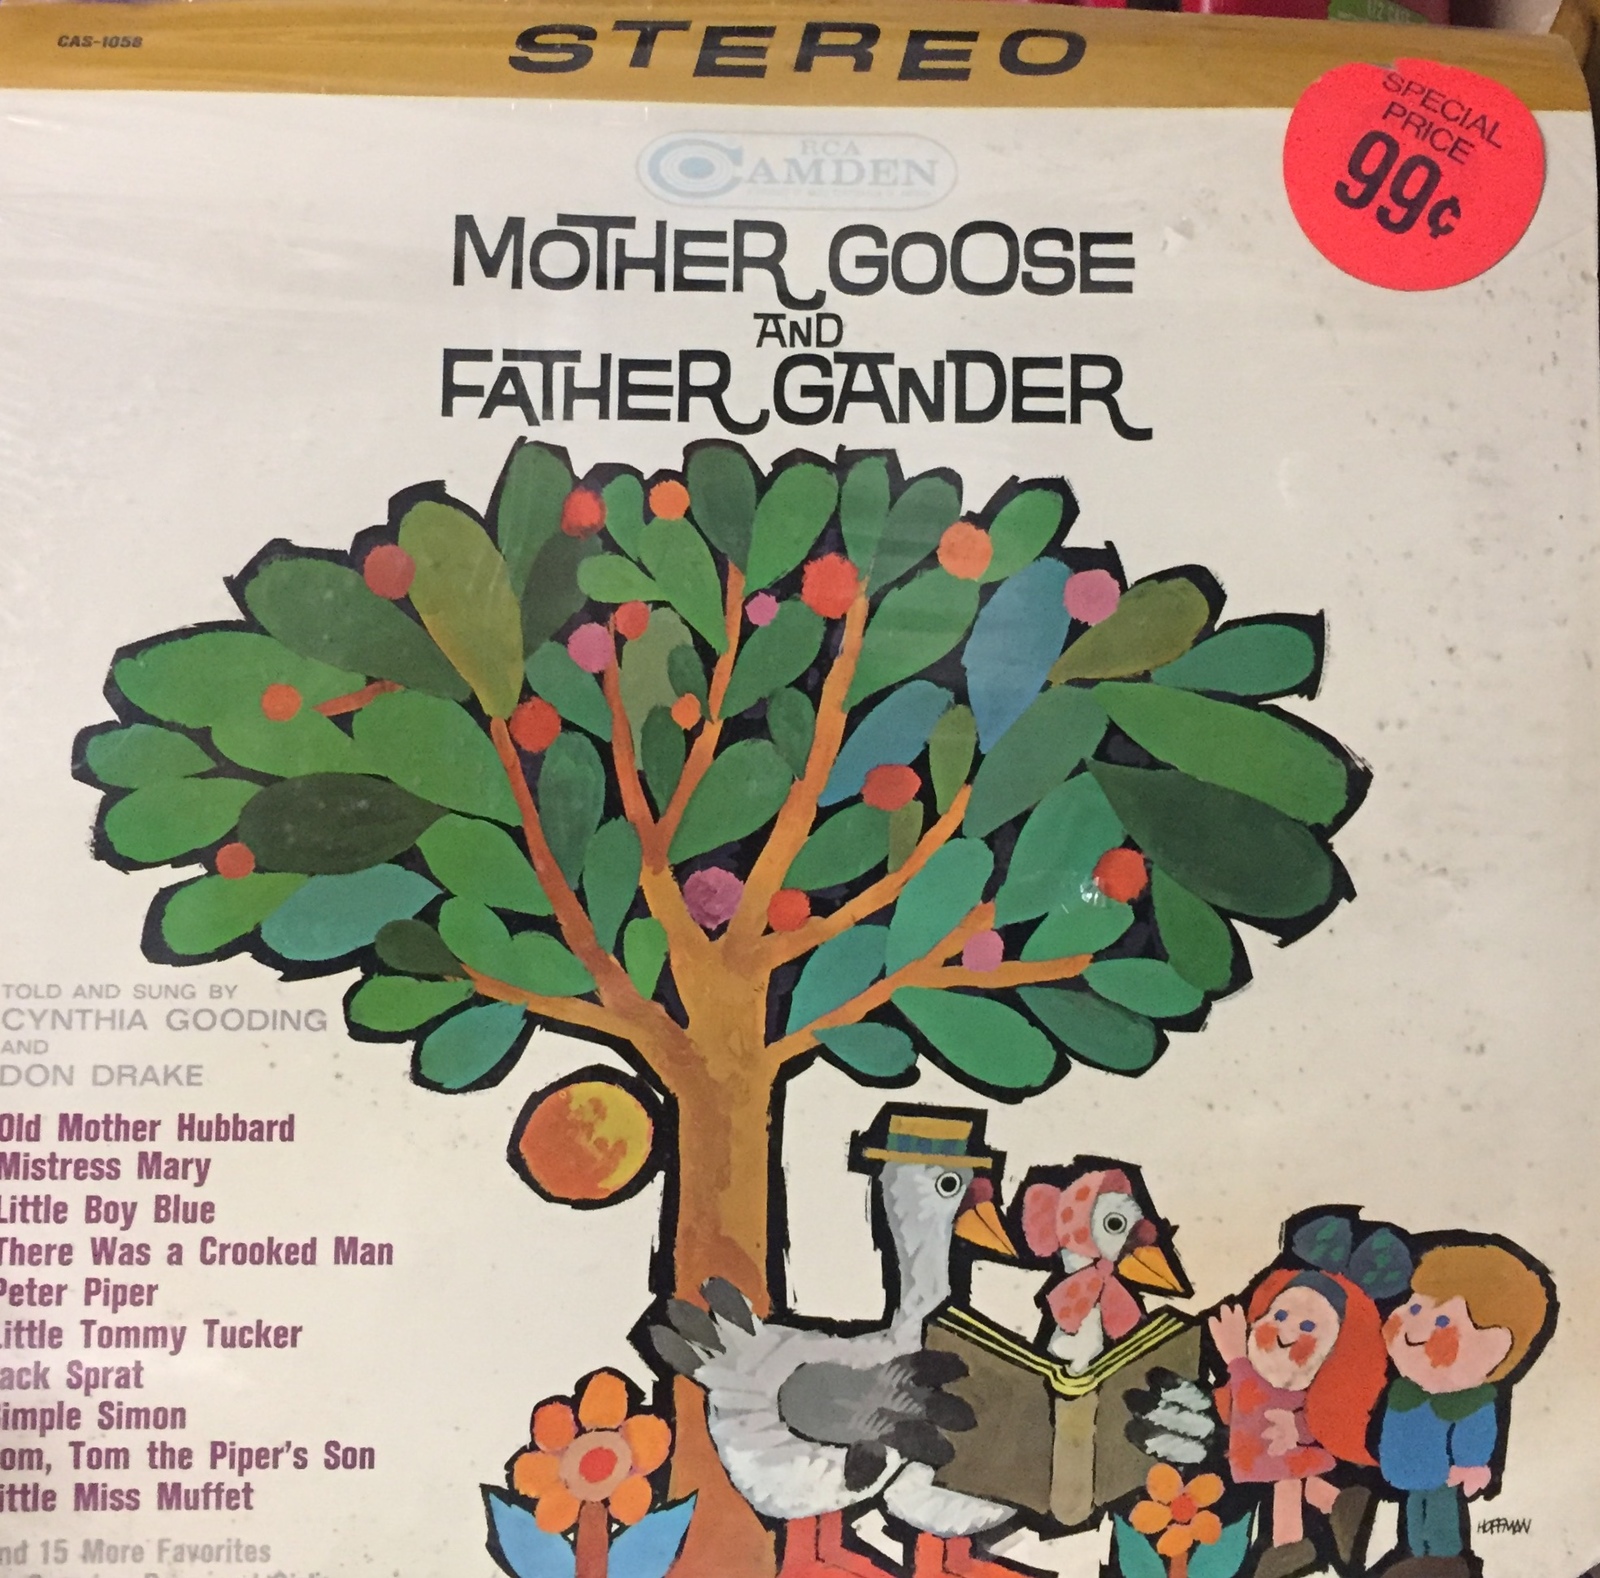 CAS-1058
STEREO
SPECIAL
PRICE
99¢
RCA
CAMDEN
MOTHER GOOSE
AND
FATHER GANDER
TOLD AND SUNG BY
CYNTHIA GOODING
AND
DON DRAKE
Old Mother Hubbard
Mistress Mary
Little Boy Blue
There Was a Crooked Man
Peter Piper
Little Tommy Tucker
ack Sprat
imple Simon
om, Tom the Piper's Son
ittle Miss Muffet
nd 15 More Favorites
HOFFMAN